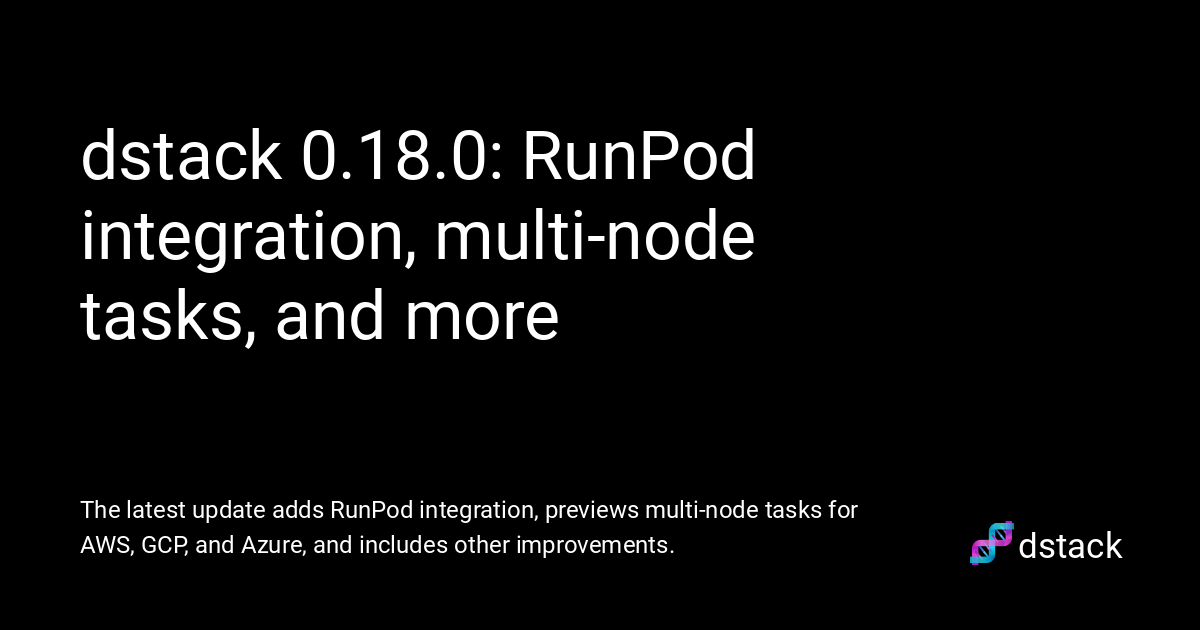 dstack 0.18.0: RunPod
integration, multi-node
tasks, and more
The latest update adds RunPod integration, previews multi-node tasks for
AWS, GCP, and Azure, and includes other improvements.
dstack